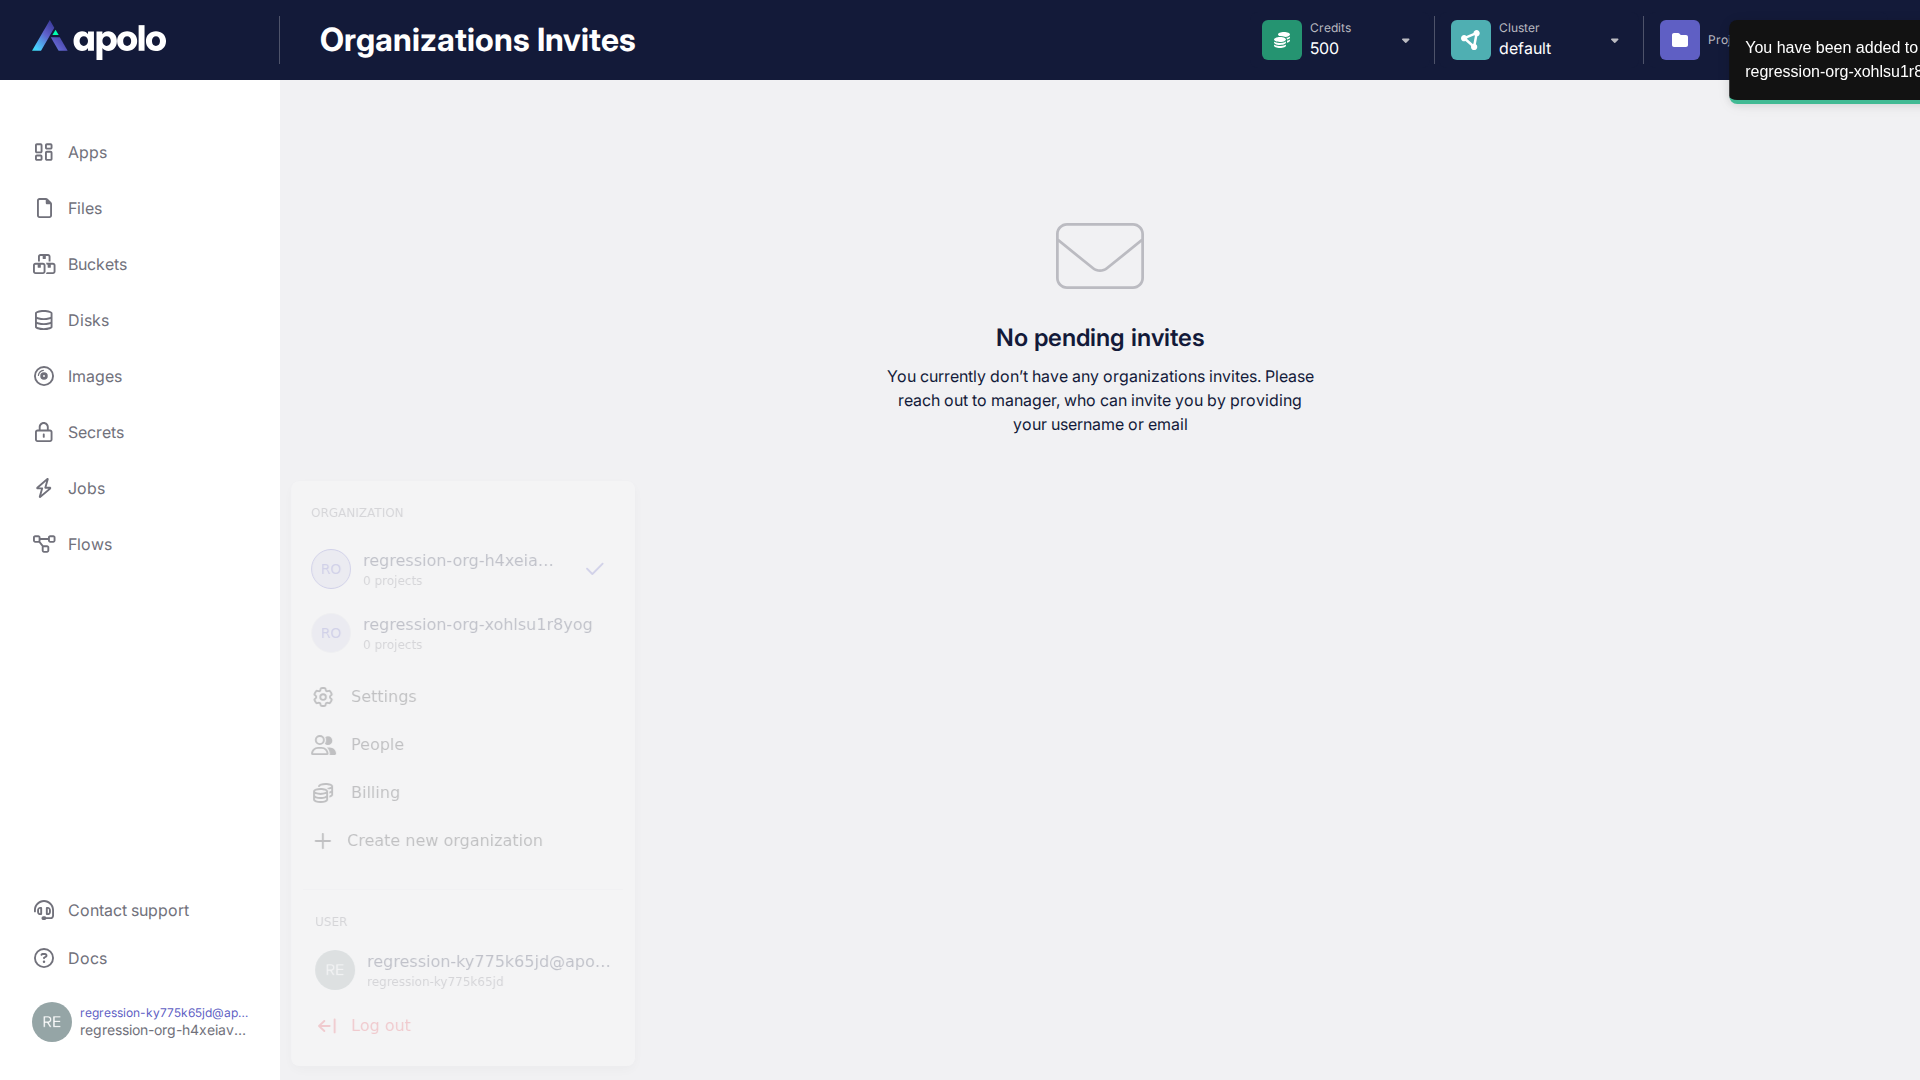 apolo
Organizations Invites
Credits
500
Cluster
default
You have been added to
regression-org-xohlsu1r8
Apps
Files
Buckets
Disks
Images
Secrets
Jobs
Flows
No pending invites
You currently don’t have any organizations invites. Please
reach out to manager, who can invite you by providing
your username or email
ORGANIZATION
RO
regression-org-h4xeia...
0 projects
RO
regression-org-xohlsu1r8yog
0 projects
Settings
People
Billing
Create new organization
USER
RE
regression-ky775k65jd@apo...
regression-ky775k65jd
Log out
Contact support
Docs
RE
regression-ky775k65jd@ap...
regression-org-h4xeiav...